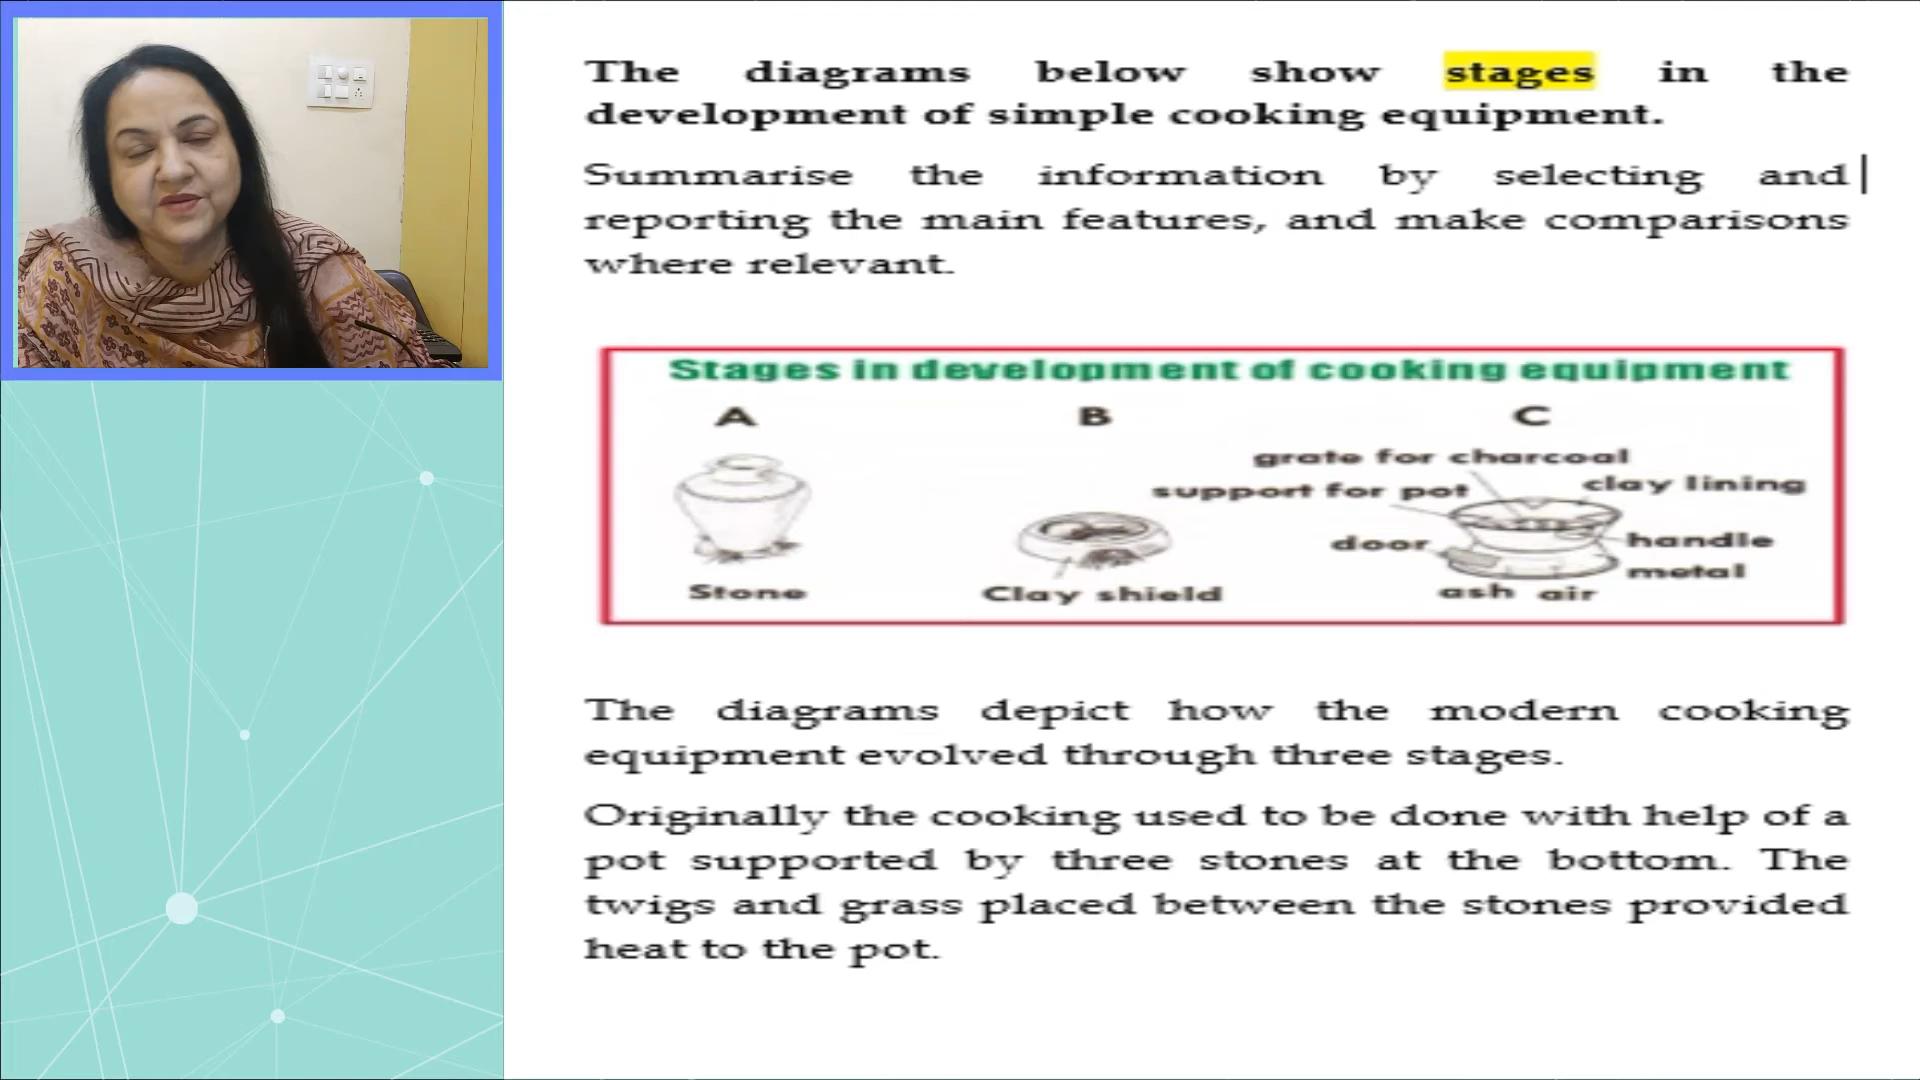 The diagrams below show stages in the
development of simple cooking equipment.
Summarise the information by selecting and
reporting the main features, and make comparisons
where relevant.
Stages in development of cooking equipment
A B C
grate for charcoal
support for pot clay lining
door handle
metal
Stone Clay shield ash air
The diagrams depict how the modern cooking
equipment evolved through three stages.
Originally the cooking used to be done with help of a
pot supported by three stones at the bottom. The
twigs and grass placed between the stones provided
heat to the pot.